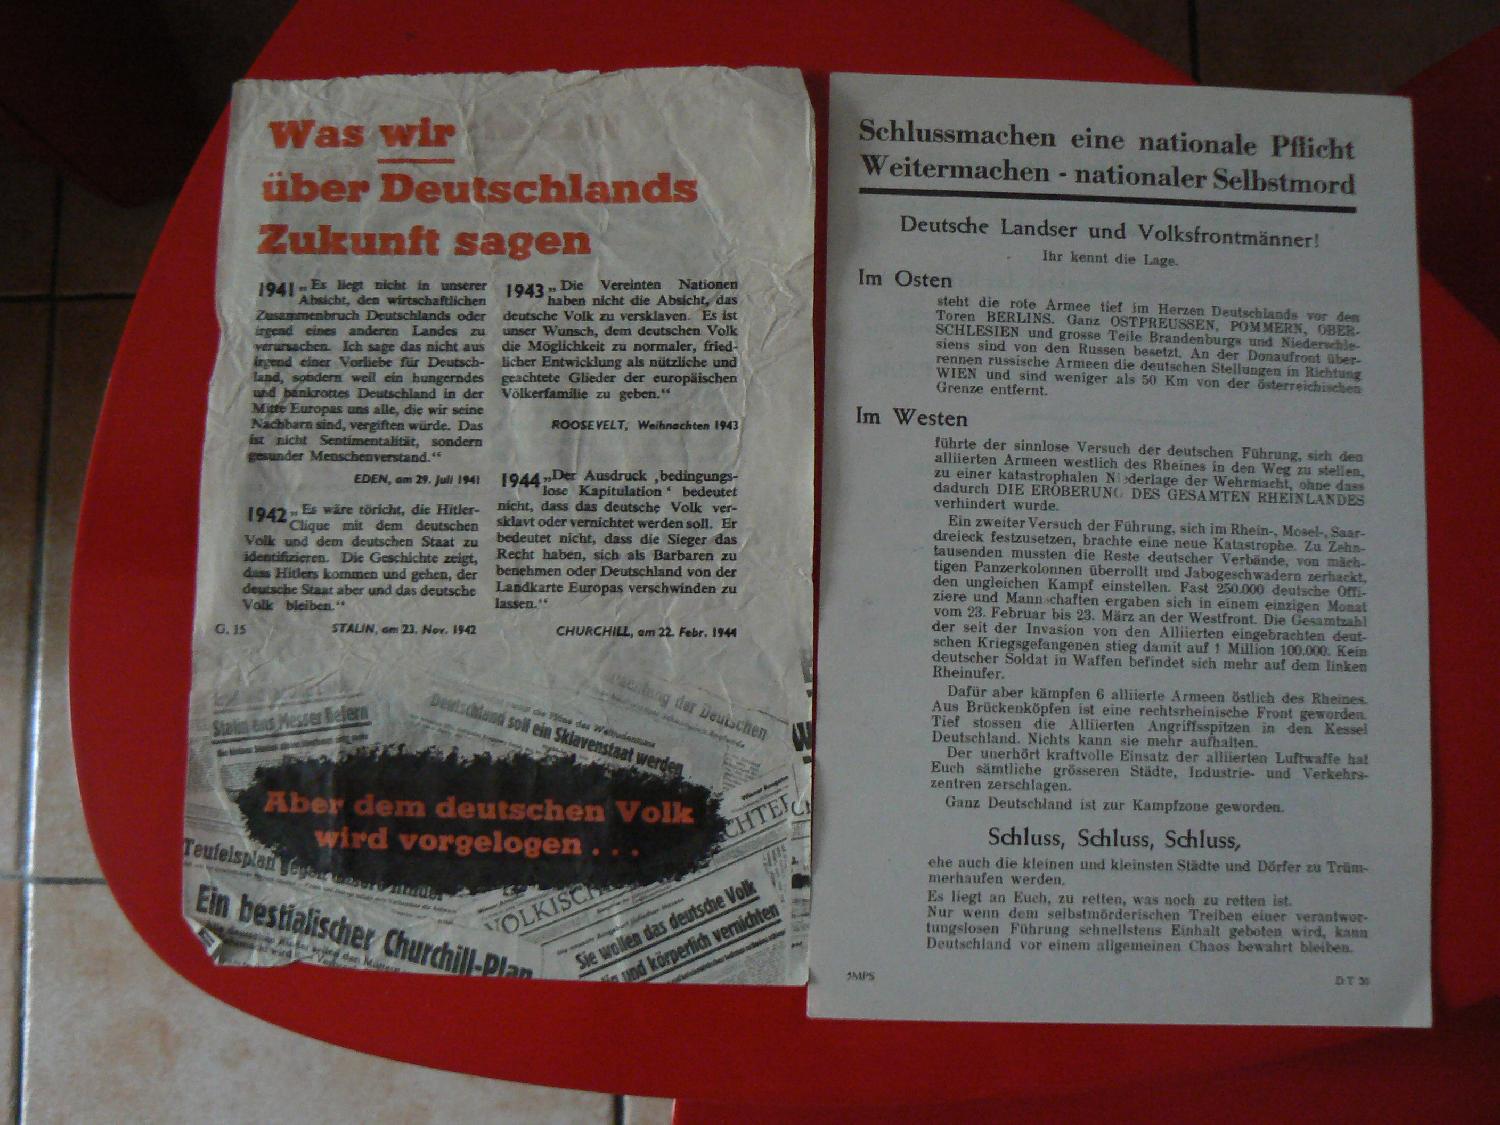 Was wir
über Deutschlands
Zukunft sagen
1941 „Es liegt nicht in unserer
Absicht, den wirtschaftlichen
Zusammenbruch Deutschlands oder
irgend eines anderen Landes zu
verursachen. Ich sage das nicht aus
irgend einer Vorliebe für Deutsch-
land, sondern weil ein hungerndes
und bankrottes Deutschland in der
Mitte Europas uns alle, die wir seine
Nachbarn sind, vergiften würde. Das
ist nicht Sentimentalität, sondern
gesunder Menschenverstand.“
EDEN, am 29. Juli 1941
1942 „Es wäre töricht, die Hitler-
Clique mit dem deutschen
Volk und dem deutschen Staat zu
identifizieren. Die Geschichte zeigt,
dass Hitlers kommen und gehen, der
deutsche Staat aber und das deutsche
Volk bleiben.“
G. 15 STALIN, am 23. Nov. 1942
1943 „Die Vereinten Nationen
haben nicht die Absicht, das
deutsche Volk zu versklaven. Es ist
unser Wunsch, dem deutschen Volk
die Möglichkeit zu normaler, fried-
licher Entwicklung als nützliche und
geachtete Glieder der europäischen
Völkerfamilie zu geben.“
ROOSEVELT, Weihnachten 1943
1944 „Der Ausdruck ‚bedingungs-
lose Kapitulation‘ bedeutet
nicht, dass das deutsche Volk ver-
sklavt oder vernichtet werden soll. Er
bedeutet nicht, dass die Sieger das
Recht haben, sich als Barbaren zu
benehmen oder Deutschland von der
Landkarte Europas verschwinden zu
lassen.“
CHURCHILL, am 22. Febr. 1944
der Deutschen
ans Messer liefern
Deutschland soll ein Sklavenstaat werden
Aber dem deutschen Volk
wird vorgelogen . . .
Teufelsplan gegen unsere Kinder
Ein bestialischer Churchill-Plan
VÖLKISCH
CHTER
Sie wollen das deutsche Volk
und körperlich vernichten
Schlussmachen eine nationale Pflicht
Weitermachen - nationaler Selbstmord
Deutsche Landser und Volksfrontmänner!
Ihr kennt die Lage.
Im Osten
steht die rote Armee tief im Herzen Deutschlands vor den
Toren BERLINS. Ganz OSTPREUSSEN, POMMERN, OBER-
SCHLESIEN und grosse Teile Brandenburgs und Niederschle-
siens sind von den Russen besetzt. An der Donaufront über-
rennen russische Armeen die deutschen Stellungen in Richtung
WIEN und sind weniger als 50 Km von der österreichischen
Grenze entfernt.
Im Westen
führte der sinnlose Versuch der deutschen Führung, sich den
alliierten Armeen westlich des Rheines in den Weg zu stellen,
zu einer katastrophalen Niederlage der Wehrmacht, ohne dass
dadurch DIE EROBERUNG DES GESAMTEN RHEINLANDES
verhindert wurde.
Ein zweiter Versuch der Führung, sich im Rhein-, Mosel-, Saar-
dreieck festzusetzen, brachte eine neue Katastrophe. Zu Zehn-
tausenden mussten die Reste deutscher Verbände, von mäch-
tigen Panzerkolonnen überrollt und Jabogeschwadern zerhackt,
den ungleichen Kampf einstellen. Fast 250.000 deutsche Offi-
ziere und Mannschaften ergaben sich in einem einzigen Monat
vom 23. Februar bis 23. März an der Westfront. Die Gesamtzahl
der seit der Invasion von den Alliierten eingebrachten deut-
schen Kriegsgefangenen stieg damit auf 1 Million 100.000. Kein
deutscher Soldat in Waffen befindet sich mehr auf dem linken
Rheinufer.
Dafür aber kämpfen 6 alliierte Armeen östlich des Rheines.
Aus Brückenköpfen ist eine rechtsrheinische Front geworden.
Tief stossen die Alliierten Angriffsspitzen in den Kessel
Deutschland. Nichts kann sie mehr aufhalten.
Der unerhört kraftvolle Einsatz der alliierten Luftwaffe hat
Euch sämtliche grösseren Städte, Industrie- und Verkehrs-
zentren zerschlagen.
Ganz Deutschland ist zur Kampfzone geworden.
Schluss, Schluss, Schluss,
ehe auch die kleinen und kleinsten Städte und Dörfer zu Trüm-
merhaufen werden.
Es liegt an Euch, zu retten, was noch zu retten ist.
Nur wenn dem selbstmörderischen Treiben einer verantwor-
tungslosen Führung schnellstens Einhalt geboten wird, kann
Deutschland vor einem allgemeinen Chaos bewahrt bleiben.